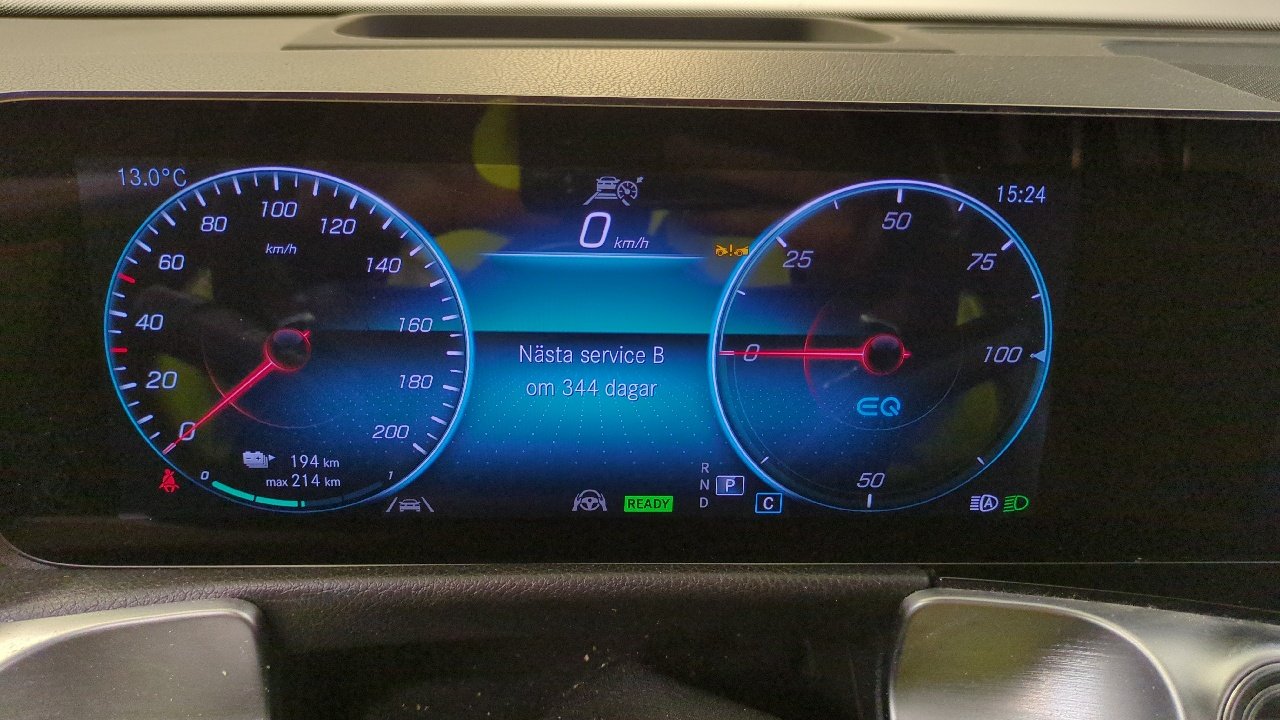 13.0°C
15:24
0 km/h
0
20
40
60
80
100
120
140
160
180
200
km/h
194 km
max 214 km
0
1
Nästa service B
om 344 dagar
READY
R
N
D
P
C
0
25
50
75
100
50
EQ
A